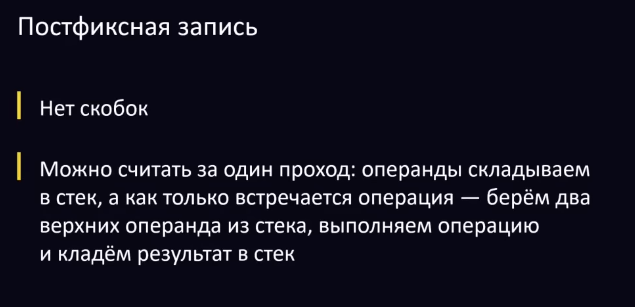 Постфиксная запись
Нет скобок
Можно считать за один проход: операнды складываем
в стек, а как только встречается операция — берём два
верхних операнда из стека, выполняем операцию
и кладём результат в стек